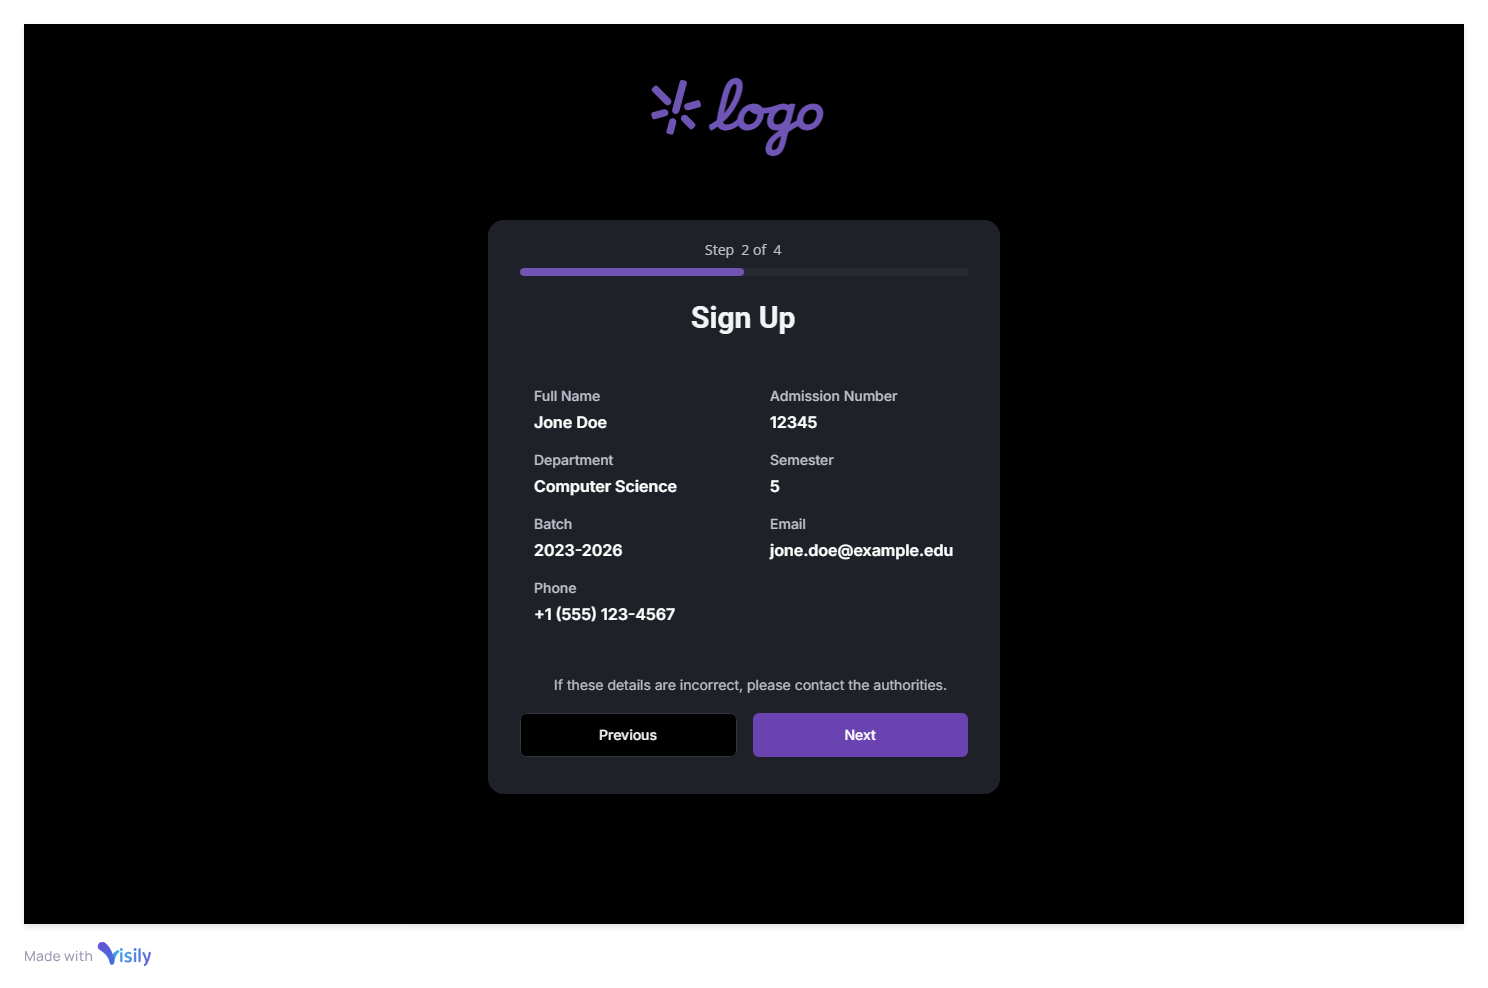 logo
Step 2 of 4
Sign Up
Full Name
Jone Doe
Admission Number
12345
Department
Computer Science
Semester
5
Batch
2023-2026
Email
jone.doe@example.edu
Phone
+1 (555) 123-4567
If these details are incorrect, please contact the authorities.
Previous
Next
Made with Visily